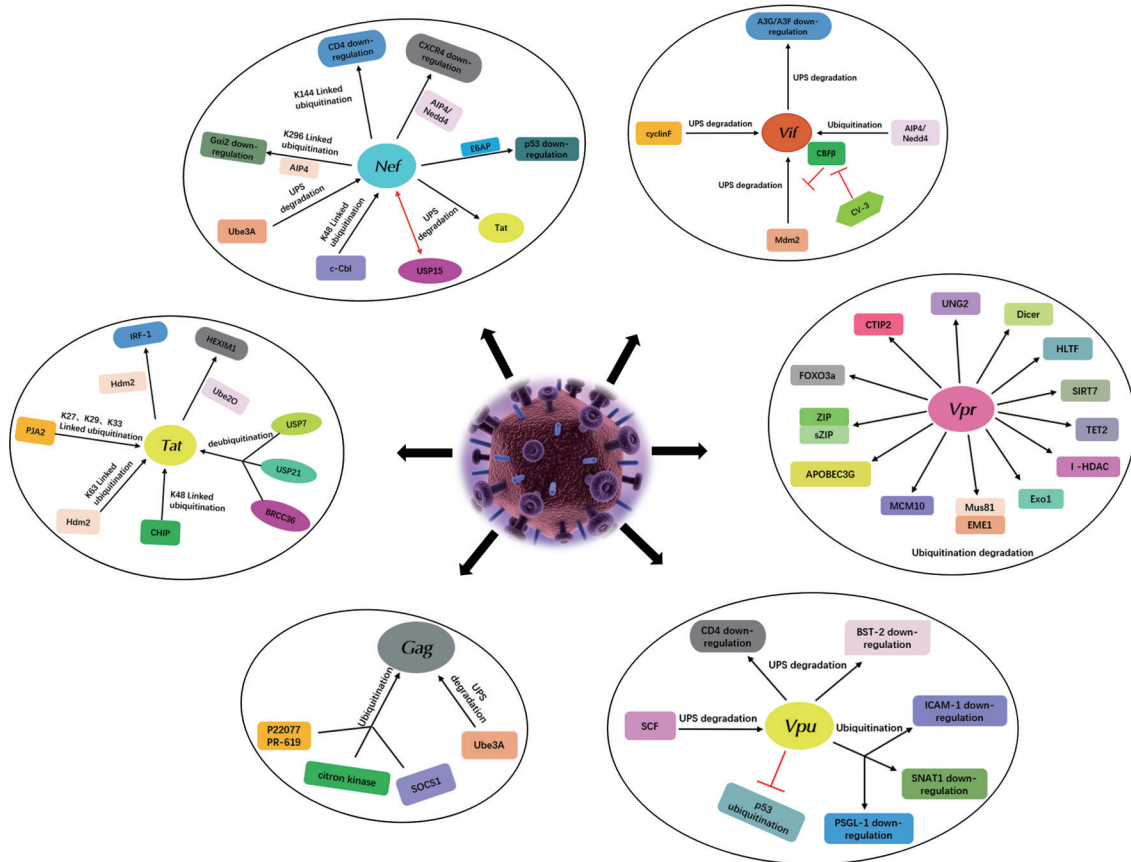 CD4 down-
regulation
CXCR4 down-
regulation
K144 Linked
ubiquitination
AIP4/
Nedd4
Gαi2 down-
regulation
K296 Linked
ubiquitination
AIP4
Nef
E6AP
p53 down-
regulation
UPS
degradation
Ube3A
K48 Linked
ubiquitination
c-Cbl
UPS
degradation
USP15
Tat
A3G/A3F down-
regulation
UPS degradation
cyclinF
UPS degradation
Vif
Ubiquitination
AIP4/
Nedd4
CBFβ
UPS
degradation
CV-3
Mdm2
IRF-1
HEXIM1
Hdm2
Ube2O
PJA2
K27、K29、K33
Linked ubiquitination
Tat
deubiquitination
USP7
USP21
BRCC36
K63 Linked
ubiquitination
Hdm2
K48 Linked
ubiquitination
CHIP
UNG2
Dicer
CTIP2
HLTF
FOXO3a
SIRT7
Vpr
ZIP
sZIP
TET2
APOBEC3G
I -HDAC
MCM10
Mus81
EME1
Exo1
Ubiquitination degradation
Gag
Ubiquitination
UPS
degradation
P22077
PR-619
citron kinase
SOCS1
Ube3A
CD4 down-
regulation
BST-2 down-
regulation
UPS degradation
SCF
UPS degradation
Vpu
Ubiquitination
ICAM-1 down-
regulation
SNAT1 down-
regulation
p53
ubiquitination
PSGL-1 down-
regulation